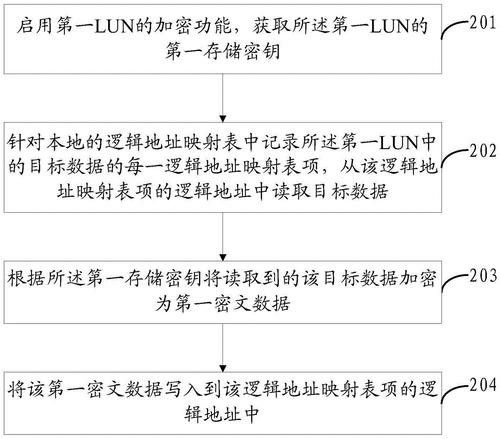 启用第一LUN的加密功能，获取所述第一LUN的
第一存储密钥
201
针对本地的逻辑地址映射表中记录所述第一LUN中
的目标数据的每一逻辑地址映射表项，从该逻辑地
址映射表项的逻辑地址中读取目标数据
202
根据所述第一存储密钥将读取到的该目标数据加密
为第一密文数据
203
将该第一密文数据写入到该逻辑地址映射表项的逻
辑地址中
204